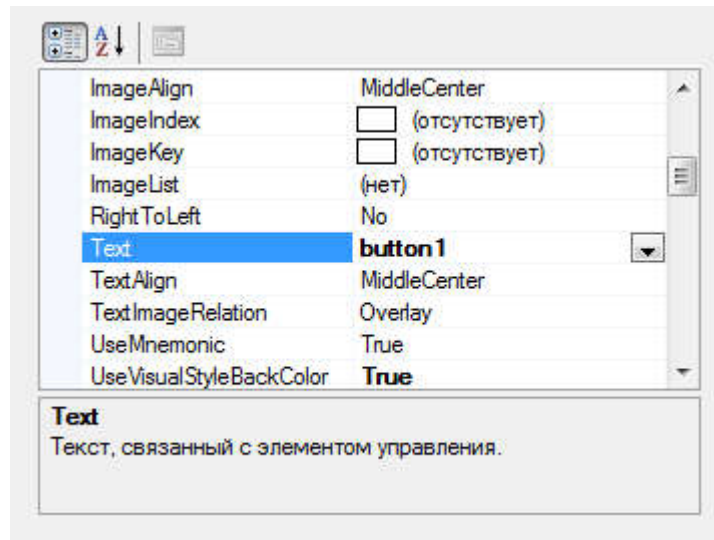 ImageAlign MiddleCenter
ImageIndex (отсутствует)
ImageKey (отсутствует)
ImageList (нет)
RightToLeft No
Text button1
TextAlign MiddleCenter
TextImageRelation Overlay
UseMnemonic True
UseVisualStyleBackColor True
Text
Текст, связанный с элементом управления.